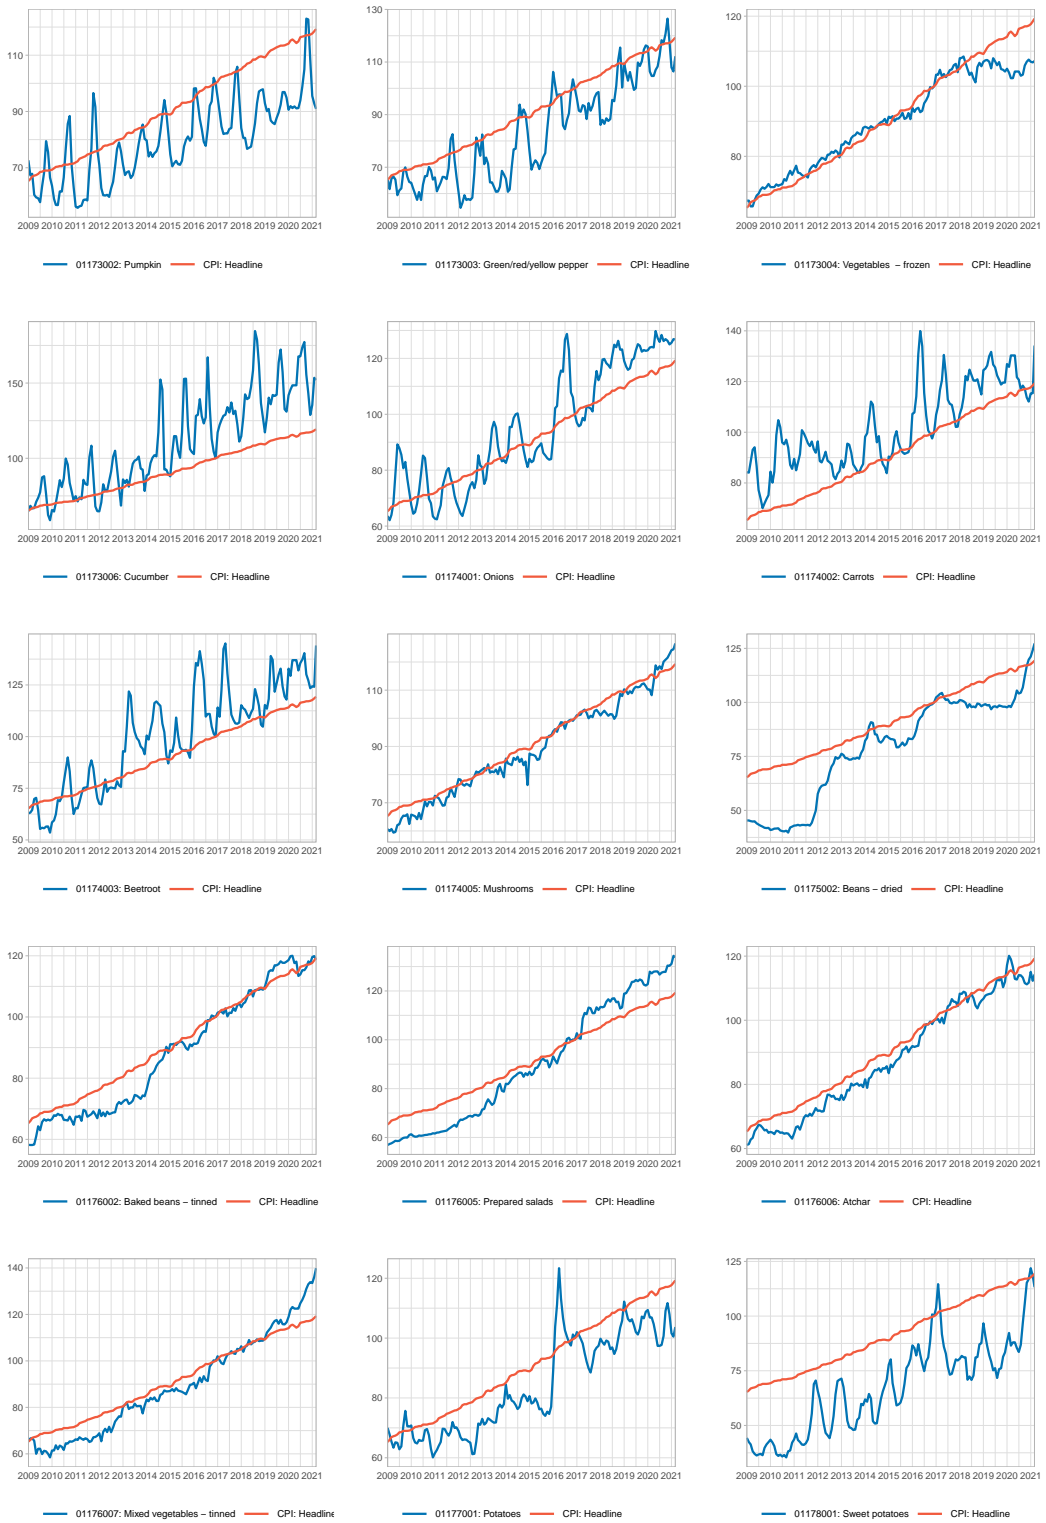 130
120
110
110
100
90
90
80
70
70
2009 2010 2011 2012 2013 2014 2015 2016 2017 2018 2019 2020 2021
2009 2010 2011 2012 2013 2014 2015 2016 2017 2018 2019 2020 2021
2009 2010 2011 2012 2013 2014 2015 2016 2017 2018 2019 2020 2021
01173002: Pumpkin CPI: Headline
01173003: Green/red/yellow pepper CPI: Headline
01173004: Vegetables − frozen CPI: Headline
150
100
120
100
80
60
140
120
100
80
2009 2010 2011 2012 2013 2014 2015 2016 2017 2018 2019 2020 2021
2009 2010 2011 2012 2013 2014 2015 2016 2017 2018 2019 2020 2021
2009 2010 2011 2012 2013 2014 2015 2016 2017 2018 2019 2020 2021
01173006: Cucumber CPI: Headline
01174001: Onions CPI: Headline
01174002: Carrots CPI: Headline
125
100
75
50
110
90
70
125
100
75
50
2009 2010 2011 2012 2013 2014 2015 2016 2017 2018 2019 2020 2021
2009 2010 2011 2012 2013 2014 2015 2016 2017 2018 2019 2020 2021
2009 2010 2011 2012 2013 2014 2015 2016 2017 2018 2019 2020 2021
01174003: Beetroot CPI: Headline
01174005: Mushrooms CPI: Headline
01175002: Beans − dried CPI: Headline
120
100
80
60
120
100
80
60
120
100
80
60
2009 2010 2011 2012 2013 2014 2015 2016 2017 2018 2019 2020 2021
2009 2010 2011 2012 2013 2014 2015 2016 2017 2018 2019 2020 2021
2009 2010 2011 2012 2013 2014 2015 2016 2017 2018 2019 2020 2021
01176002: Baked beans − tinned CPI: Headline
01176005: Prepared salads CPI: Headline
01176006: Atchar CPI: Headline
140
120
100
80
60
120
100
80
60
125
100
75
50
2009 2010 2011 2012 2013 2014 2015 2016 2017 2018 2019 2020 2021
2009 2010 2011 2012 2013 2014 2015 2016 2017 2018 2019 2020 2021
2009 2010 2011 2012 2013 2014 2015 2016 2017 2018 2019 2020 2021
01176007: Mixed vegetables − tinned CPI: Headline
01177001: Potatoes CPI: Headline
01178001: Sweet potatoes CPI: Headline